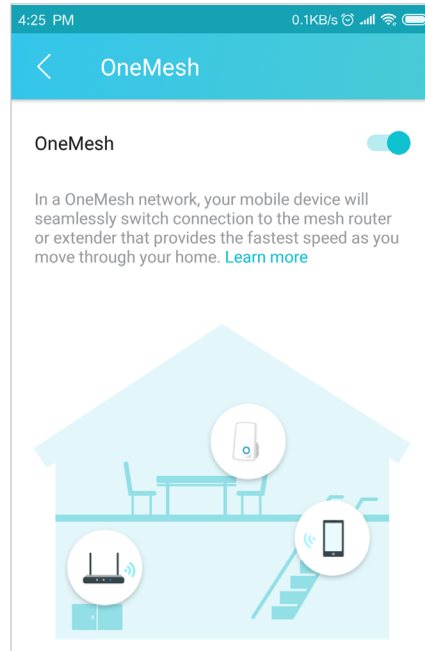 4:25 PM 0.1KB/s
OneMesh
OneMesh
In a OneMesh network, your mobile device will
seamlessly switch connection to the mesh router
or extender that provides the fastest speed as you
move through your home. Learn more